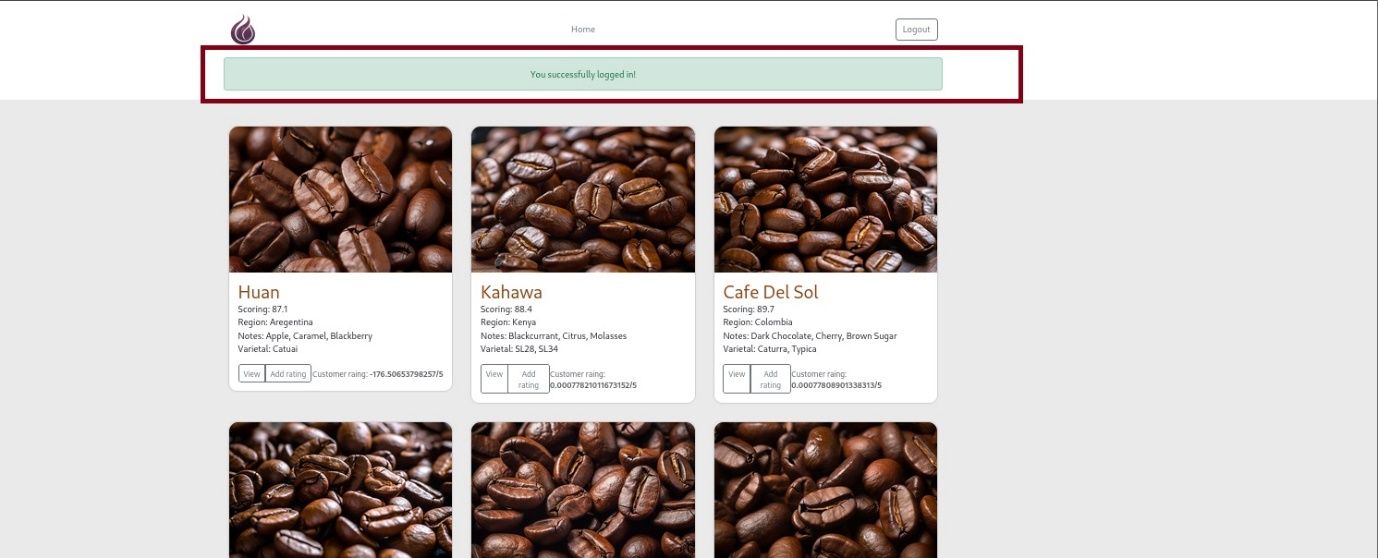 Home
Logout
You successfully logged in!
Huan
Scoring: 87.1
Region: Aregentina
Notes: Apple, Caramel, Blackberry
Varietal: Catuai
View
Add rating
Customer raing: -176.50653798257/5
Kahawa
Scoring: 88.4
Region: Kenya
Notes: Blackcurrant, Citrus, Molasses
Varietal: SL28, SL34
View
Add
rating
Customer raing:
0.00077821011673152/5
Cafe Del Sol
Scoring: 89.7
Region: Colombia
Notes: Dark Chocolate, Cherry, Brown Sugar
Varietal: Caturra, Typica
View
Add
rating
Customer raing:
0.00077808901338313/5